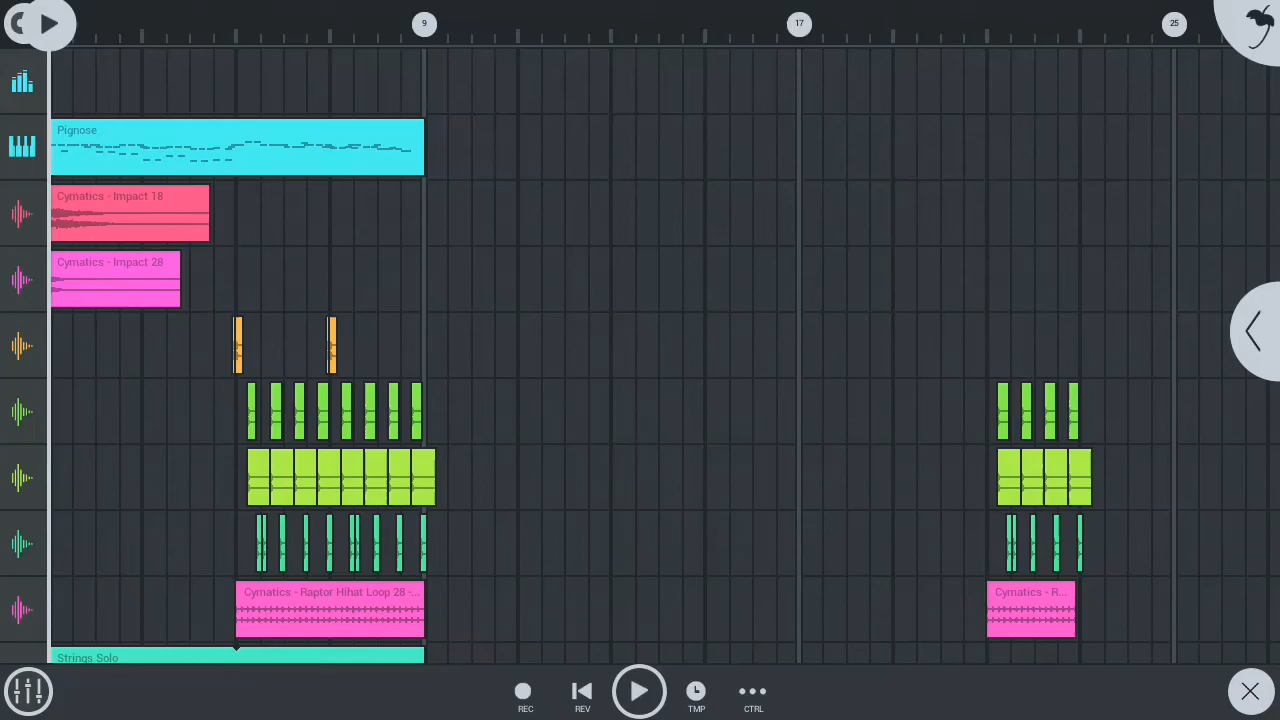 9
17
25
Pignose
Cymatics - Impact 18
Cymatics - Impact 28
Cymatics - Raptor Hihat Loop 28 -...
Cymatics - R...
Strings Solo
REC
REV
TMP
CTRL